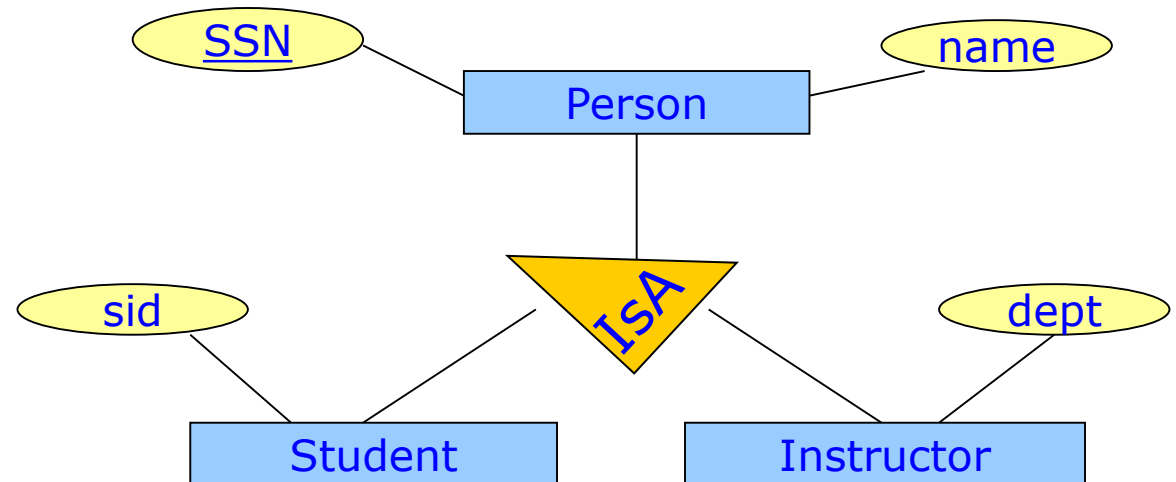 SSN
name
Person
IsA
sid
dept
Student
Instructor